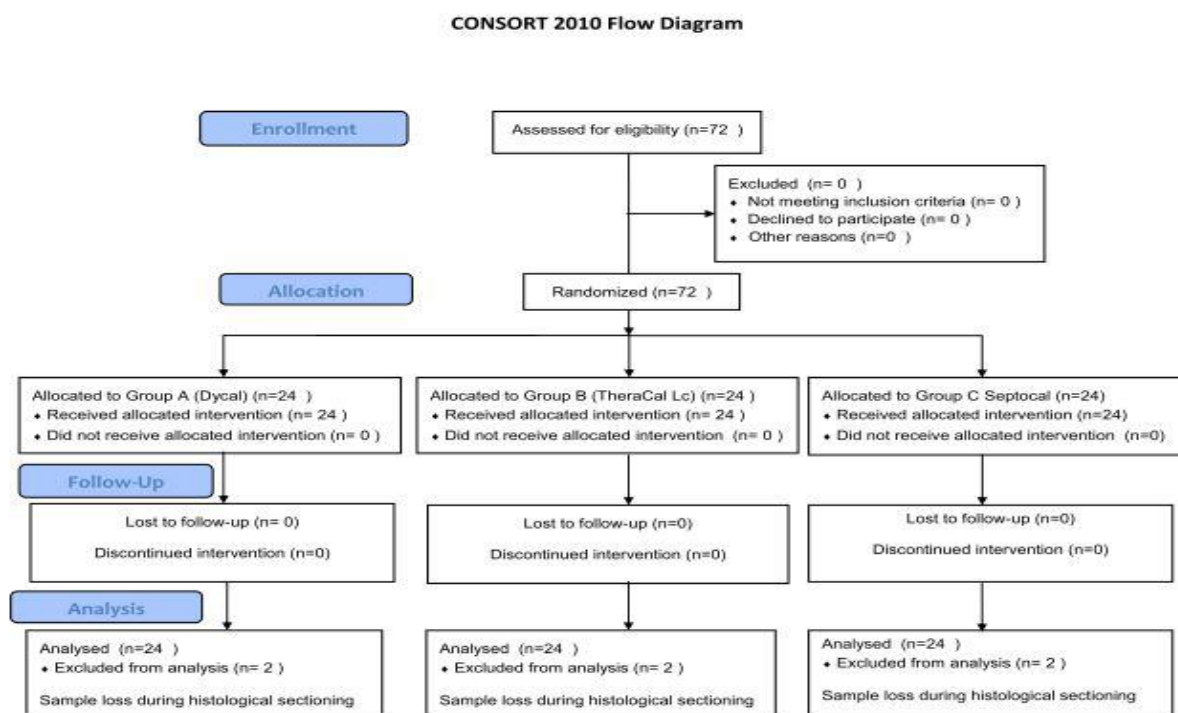 CONSORT 2010 Flow Diagram
Enrollment
Assessed for eligibility (n=72  )
Excluded  (n= 0  )
♦ Not meeting inclusion criteria (n= 0 )
♦ Declined to participate (n= 0 )
♦ Other reasons (n=0  )
Allocation
Randomized (n=72  )
Allocated to Group A (Dycal) (n=24  )
♦ Received allocated intervention (n= 24 )
♦ Did not receive allocated intervention (n= 0 )
Allocated to Group B (TheraCal Lc) (n=24  )
♦ Received allocated intervention (n= 24 )
♦ Did not receive allocated intervention  (n= 0 )
Allocated to Group C Septocal (n=24)
♦ Received allocated intervention (n=24)
♦ Did not receive allocated intervention  (n=0)
Follow-Up
Lost to follow-up (n= 0)
Discontinued intervention (n=0)
Lost to follow-up (n=0)
Discontinued intervention (n=0)
Lost to follow-up (n=0)
Discontinued intervention (n=0)
Analysis
Analysed (n=24  )
♦ Excluded from analysis (n= 2 )
Sample loss during histological sectioning
Analysed (n=24  )
♦ Excluded from analysis (n= 2 )
Sample loss during histological sectioning
Analysed (n=24  )
♦ Excluded from analysis (n= 2 )
Sample loss during histological sectioning